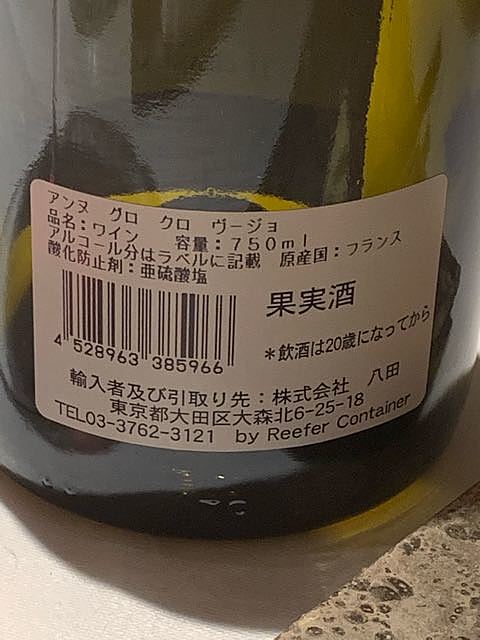 アンヌ グロ クロ ヴージョ
品名：ワイン 容量：750ml
アルコール分はラベルに記載 原産国：フランス
酸化防止剤：亜硫酸塩
果実酒
4 528963 385966
＊飲酒は20歳になってから
輸入者及び引取り先：株式会社 八田
東京都大田区大森北6-25-18
TEL03-3762-3121 by Reefer Container